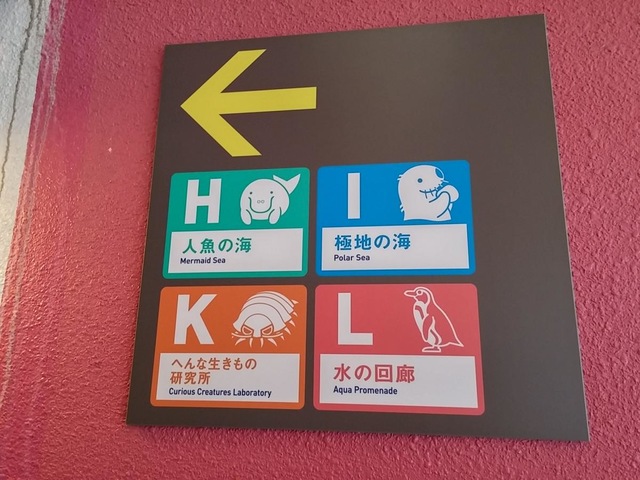 H
人魚の海
Mermaid Sea
I
極地の海
Polar Sea
K
へんな生きもの
研究所
Curious Creatures Laboratory
L
水の回廊
Aqua Promenade